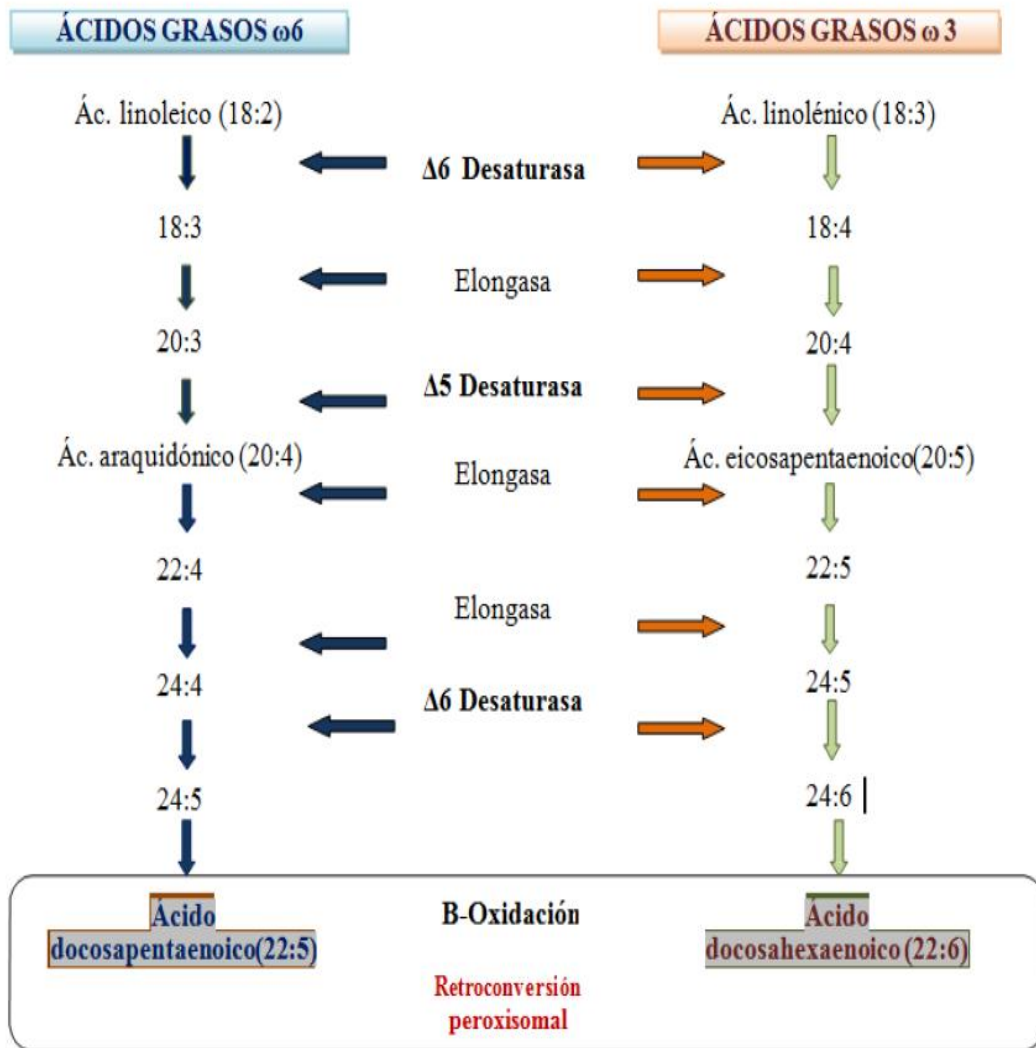 ÁCIDOS GRASOS ω6
ÁCIDOS GRASOS ω 3
Ác. linoleico (18:2)
Ác. linolénico (18:3)
Δ6 Desaturasa
18:3
18:4
Elongasa
20:3
20:4
Δ5 Desaturasa
Ác. araquidónico (20:4)
Elongasa
Ác. eicosapentaenoico(20:5)
22:4
22:5
Elongasa
24:4
24:5
Δ6 Desaturasa
24:5
24:6
Ácido
docosapentaenoico(22:5)
B-Oxidación
Ácido
docosahexaenoico (22:6)
Retroconversión
peroxisomal